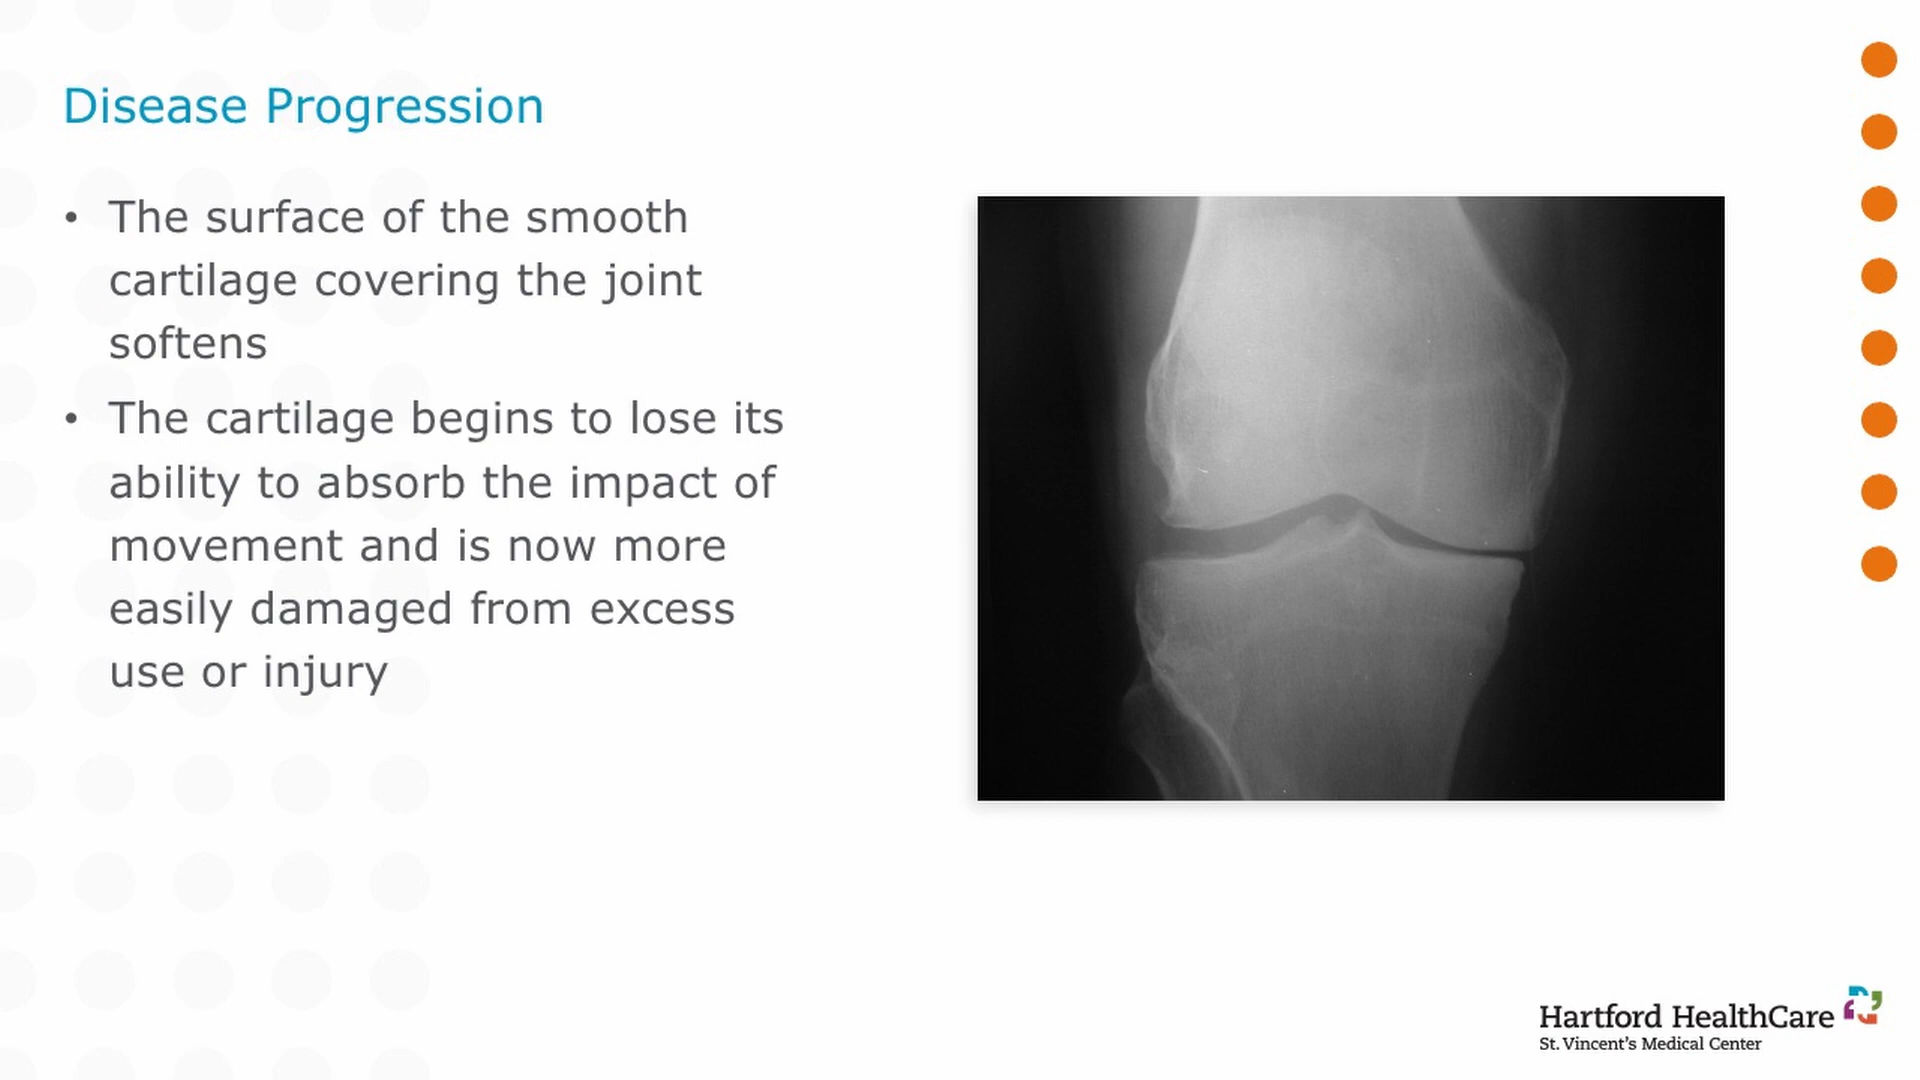 Disease Progression
• The surface of the smooth
cartilage covering the joint
softens
• The cartilage begins to lose its
ability to absorb the impact of
movement and is now more
easily damaged from excess
use or injury
Hartford HealthCare
St. Vincent's Medical Center